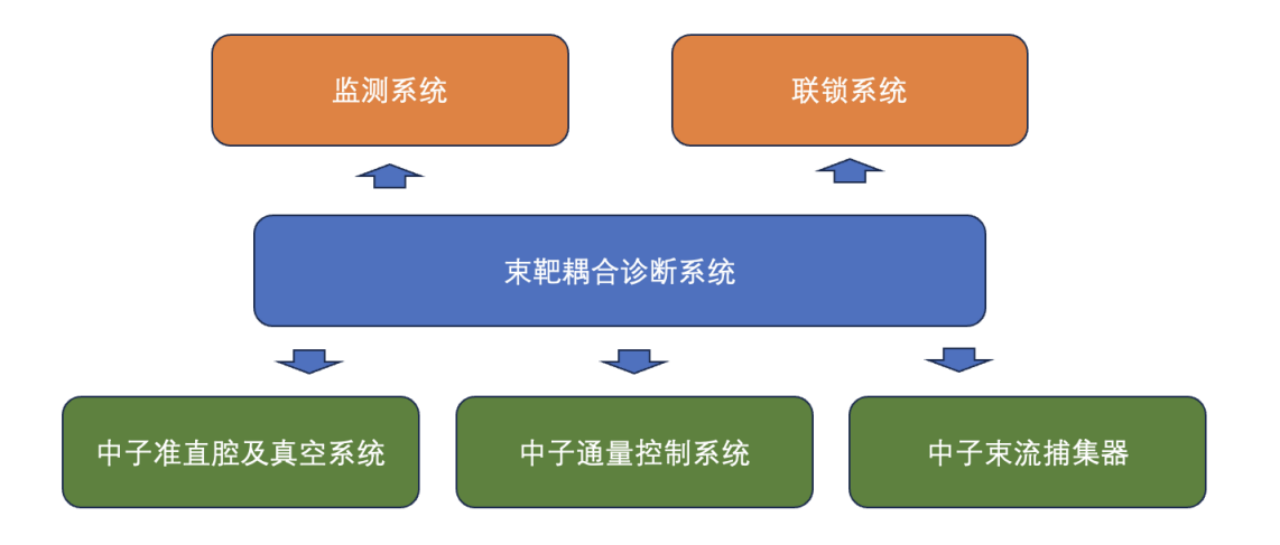 监测系统
联锁系统
束靶耦合诊断系统
中子准直腔及真空系统
中子通量控制系统
中子束流捕集器